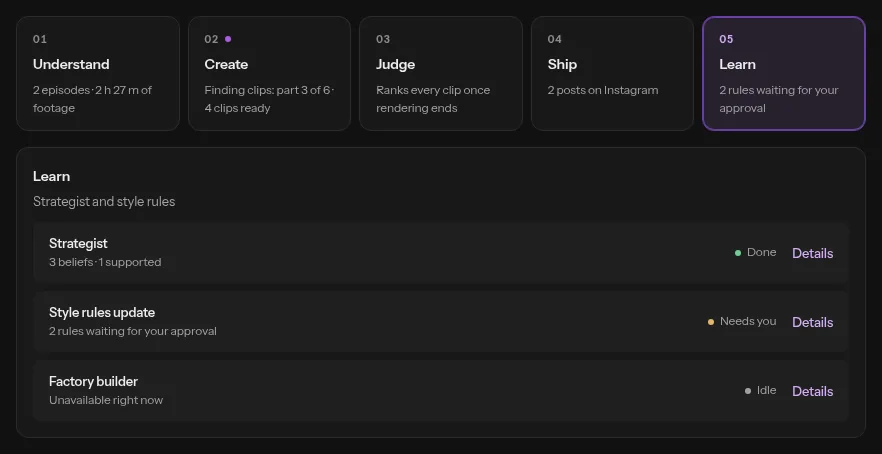 01
Understand
2 episodes · 2 h 27 m of
footage
02
Create
Finding clips: part 3 of 6 ·
4 clips ready
03
Judge
Ranks every clip once
rendering ends
04
Ship
2 posts on Instagram
05
Learn
2 rules waiting for your
approval
Learn
Strategist and style rules
Strategist
3 beliefs · 1 supported
Done
Details
Style rules update
2 rules waiting for your approval
Needs you
Details
Factory builder
Unavailable right now
Idle
Details